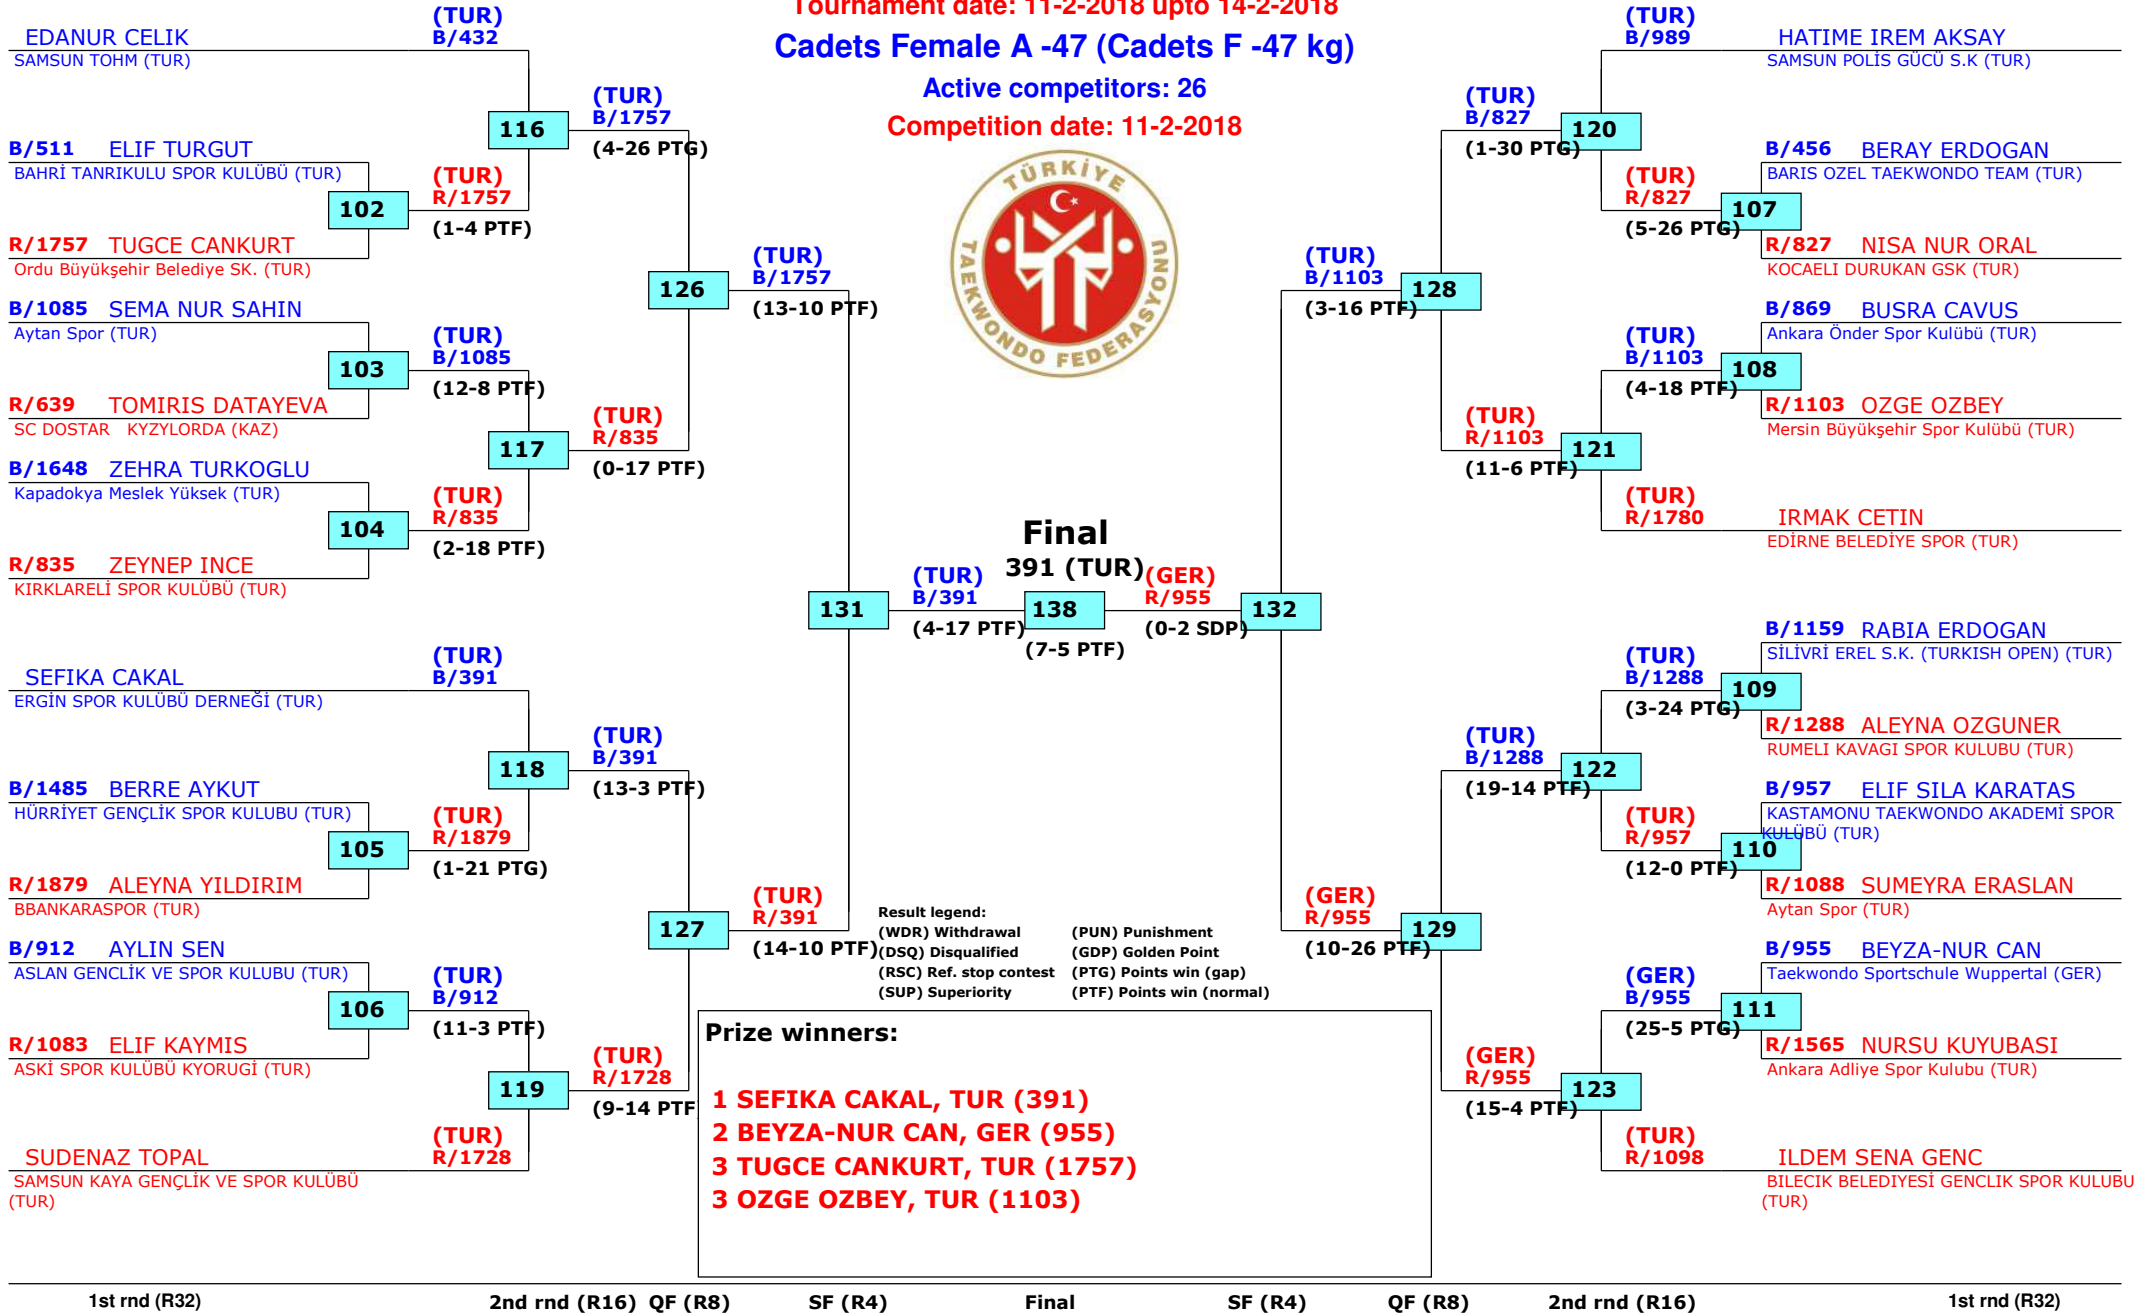 Tournament date: 11-2-2018 upto 14-2-2018
Cadets Female A -47 (Cadets F -47 kg)
Active competitors: 26
Competition date: 11-2-2018
TÜRKİYE
TAEKWONDO FEDERASYONU
EDANUR CELIK
SAMSUN TOHM (TUR)
(TUR)
B/432
B/511 ELIF TURGUT
BAHRİ TANRIKULU SPOR KULÜBÜ (TUR)
102
R/1757 TUGCE CANKURT
Ordu Büyükşehir Belediye SK. (TUR)
(TUR)
R/1757
(1-4 PTF)
116
(TUR)
B/1757
(4-26 PTG)
B/1085 SEMA NUR SAHIN
Aytan Spor (TUR)
103
R/639 TOMIRIS DATAYEVA
SC DOSTAR KYZYLORDA (KAZ)
(TUR)
B/1085
(12-8 PTF)
B/1648 ZEHRA TURKOGLU
Kapadokya Meslek Yüksek (TUR)
104
R/835 ZEYNEP INCE
KIRKLARELİ SPOR KULÜBÜ (TUR)
(TUR)
R/835
(2-18 PTF)
117
(TUR)
R/835
(0-17 PTF)
126
(TUR)
B/1757
(13-10 PTF)
SEFIKA CAKAL
ERGİN SPOR KULÜBÜ DERNEĞİ (TUR)
(TUR)
B/391
B/1485 BERRE AYKUT
HÜRRİYET GENÇLİK SPOR KULUBU (TUR)
105
R/1879 ALEYNA YILDIRIM
BBANKARASPOR (TUR)
(TUR)
R/1879
(1-21 PTG)
118
(TUR)
B/391
(13-3 PTF)
B/912 AYLIN SEN
ASLAN GENCLİK VE SPOR KULUBU (TUR)
106
R/1083 ELIF KAYMIS
ASKİ SPOR KULÜBÜ KYORUGİ (TUR)
(TUR)
B/912
(11-3 PTF)
119
SUDENAZ TOPAL
SAMSUN KAYA GENÇLİK VE SPOR KULÜBÜ
(TUR)
(TUR)
R/1728
(TUR)
R/1728
(9-14 PTF
127
(TUR)
R/391
(14-10 PTF)
131
(TUR)
B/391
(4-17 PTF)
Final
391 (TUR)
138
(7-5 PTF)
(GER)
R/955
(0-2 SDP)
132
(TUR)
B/1103
(3-16 PTF)
128
(TUR)
B/827
(1-30 PTG)
120
(TUR)
B/989
HATIME IREM AKSAY
SAMSUN POLİS GÜCÜ S.K (TUR)
(TUR)
R/827
(5-26 PTG)
107
B/456 BERAY ERDOGAN
BARIS OZEL TAEKWONDO TEAM (TUR)
R/827 NISA NUR ORAL
KOCAELI DURUKAN GSK (TUR)
(TUR)
B/1103
(4-18 PTF)
108
B/869 BUSRA CAVUS
Ankara Önder Spor Kulübü (TUR)
R/1103 OZGE OZBEY
Mersin Büyükşehir Spor Kulübü (TUR)
(TUR)
R/1103
(11-6 PTF)
121
(TUR)
R/1780
IRMAK CETIN
EDİRNE BELEDİYE SPOR (TUR)
B/1159 RABIA ERDOGAN
SİLİVRİ EREL S.K. (TURKISH OPEN) (TUR)
109
R/1288 ALEYNA OZGUNER
RUMELI KAVAGI SPOR KULUBU (TUR)
(TUR)
B/1288
(3-24 PTG)
(TUR)
B/1288
(19-14 PTF)
122
B/957 ELIF SILA KARATAS
KASTAMONU TAEKWONDO AKADEMİ SPOR
KULÜBÜ (TUR)
110
R/1088 SUMEYRA ERASLAN
Aytan Spor (TUR)
(TUR)
R/957
(12-0 PTF)
(GER)
R/955
(10-26 PTF)
129
B/955 BEYZA-NUR CAN
Taekwondo Sportschule Wuppertal (GER)
111
R/1565 NURSU KUYUBASI
Ankara Adliye Spor Kulubu (TUR)
(GER)
B/955
(25-5 PTG)
(GER)
R/955
(15-4 PTF)
123
(TUR)
R/1098
ILDEM SENA GENC
BILECIK BELEDIYESİ GENCLIK SPOR KULUBU
(TUR)
Result legend:
(WDR) Withdrawal (PUN) Punishment
(DSQ) Disqualified (GDP) Golden Point
(RSC) Ref. stop contest (PTG) Points win (gap)
(SUP) Superiority (PTF) Points win (normal)
Prize winners:
1 SEFIKA CAKAL, TUR (391)
2 BEYZA-NUR CAN, GER (955)
3 TUGCE CANKURT, TUR (1757)
3 OZGE OZBEY, TUR (1103)
1st rnd (R32) 2nd rnd (R16) QF (R8) SF (R4) Final SF (R4) QF (R8) 2nd rnd (R16) 1st rnd (R32)